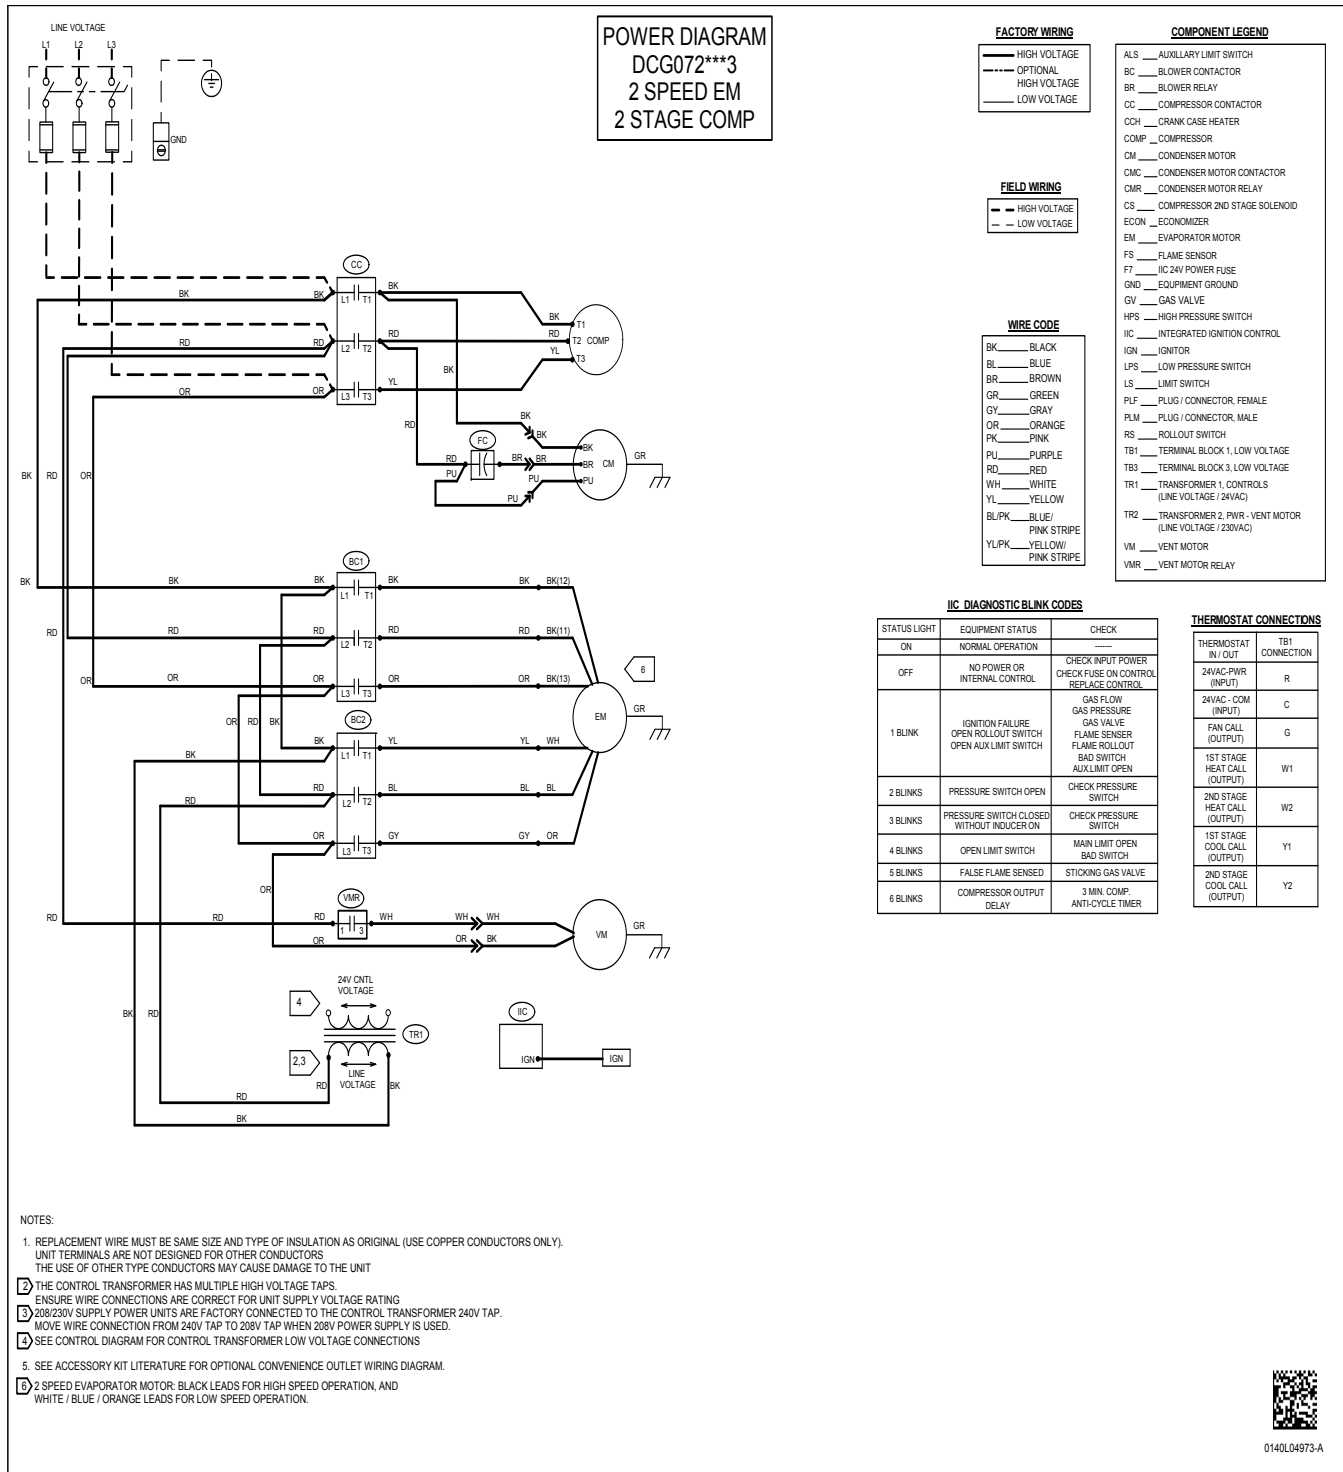 POWER DIAGRAM
DCG072***3
2 SPEED EM
2 STAGE COMP
LINE VOLTAGE
L1 L2 L3
GND
FACTORY WIRING
HIGH VOLTAGE
OPTIONAL
HIGH VOLTAGE
LOW VOLTAGE
FIELD WIRING
HIGH VOLTAGE
LOW VOLTAGE
WIRE CODE
BK BLACK
BL BLUE
BR BROWN
GR GREEN
GY GRAY
OR ORANGE
PK PINK
PU PURPLE
RD RED
WH WHITE
YL YELLOW
BL/PK BLUE/
PINK STRIPE
YL/PK YELLOW/
PINK STRIPE
COMPONENT LEGEND
ALS AUXILLARY LIMIT SWITCH
BC BLOWER CONTACTOR
BR BLOWER RELAY
CC COMPRESSOR CONTACTOR
CCH CRANK CASE HEATER
COMP COMPRESSOR
CM CONDENSER MOTOR
CMC CONDENSER MOTOR CONTACTOR
CMR CONDENSER MOTOR RELAY
CS COMPRESSOR 2ND STAGE SOLENOID
ECON ECONOMIZER
EM EVAPORATOR MOTOR
FS FLAME SENSOR
F7 IIC 24V POWER FUSE
GND EQUPIMENT GROUND
GV GAS VALVE
HPS HIGH PRESSURE SWITCH
IIC INTEGRATED IGNITION CONTROL
IGN IGNITOR
LPS LOW PRESSURE SWITCH
LS LIMIT SWITCH
PLF PLUG / CONNECTOR, FEMALE
PLM PLUG / CONNECTOR, MALE
RS ROLLOUT SWITCH
TB1 TERMINAL BLOCK 1, LOW VOLTAGE
TB3 TERMINAL BLOCK 3, LOW VOLTAGE
TR1 TRANSFORMER 1, CONTROLS
(LINE VOLTAGE / 24VAC)
TR2 TRANSFORMER 2, PWR - VENT MOTOR
(LINE VOLTAGE / 230VAC)
VM VENT MOTOR
VMR VENT MOTOR RELAY
CC
BK BK L1 T1 BK BK T1
RD RD L2 T2 RD RD T2 COMP
OR OR L3 T3 YL YL T3
BK
RD
BK BK BK
FC
RD BR BR BR CM GR
PU PU PU
PU
BK RD OR
BC1
BK BK BK L1 T1 BK BK BK(12)
RD RD RD L2 T2 RD RD BK(11)
OR OR OR L3 T3 OR OR BK(13)
6
EM GR
OR RD BK
BC2
BK BK L1 T1 YL YL WH
RD RD L2 T2 BL BL BL
OR L3 T3 GY GY OR
OR
VMR
RD RD RD 1 3 WH WH WH
OR OR BK
VM GR
24V CNTL
VOLTAGE
4
TR1
2,3
LINE
VOLTAGE
BK RD
RD BK
RD
BK
IIC
IGN IGN
IIC DIAGNOSTIC BLINK CODES
STATUS LIGHT EQUIPMENT STATUS CHECK
ON NORMAL OPERATION -------
OFF NO POWER OR
INTERNAL CONTROL
CHECK INPUT POWER
CHECK FUSE ON CONTROL
REPLACE CONTROL
1 BLINK IGNITION FAILURE
OPEN ROLLOUT SWITCH
OPEN AUX LIMIT SWITCH
GAS FLOW
GAS PRESSURE
GAS VALVE
FLAME SENSER
FLAME ROLLOUT
BAD SWITCH
AUX.LIMIT OPEN
2 BLINKS PRESSURE SWITCH OPEN CHECK PRESSURE
SWITCH
3 BLINKS PRESSURE SWITCH CLOSED
WITHOUT INDUCER ON
CHECK PRESSURE
SWITCH
4 BLINKS OPEN LIMIT SWITCH MAIN LIMIT OPEN
BAD SWITCH
5 BLINKS FALSE FLAME SENSED STICKING GAS VALVE
6 BLINKS COMPRESSOR OUTPUT
DELAY
3 MIN. COMP.
ANTI-CYCLE TIMER
THERMOSTAT CONNECTIONS
THERMOSTAT
IN / OUT
TB1
CONNECTION
24VAC-PWR
(INPUT)
R
24VAC - COM
(INPUT)
C
FAN CALL
(OUTPUT)
G
1ST STAGE
HEAT CALL
(OUTPUT)
W1
2ND STAGE
HEAT CALL
(OUTPUT)
W2
1ST STAGE
COOL CALL
(OUTPUT)
Y1
2ND STAGE
COOL CALL
(OUTPUT)
Y2
NOTES:
1. REPLACEMENT WIRE MUST BE SAME SIZE AND TYPE OF INSULATION AS ORIGINAL (USE COPPER CONDUCTORS ONLY).
UNIT TERMINALS ARE NOT DESIGNED FOR OTHER CONDUCTORS
THE USE OF OTHER TYPE CONDUCTORS MAY CAUSE DAMAGE TO THE UNIT
2 THE CONTROL TRANSFORMER HAS MULTIPLE HIGH VOLTAGE TAPS.
ENSURE WIRE CONNECTIONS ARE CORRECT FOR UNIT SUPPLY VOLTAGE RATING
3 208/230V SUPPLY POWER UNITS ARE FACTORY CONNECTED TO THE CONTROL TRANSFORMER 240V TAP.
MOVE WIRE CONNECTION FROM 240V TAP TO 208V TAP WHEN 208V POWER SUPPLY IS USED.
4 SEE CONTROL DIAGRAM FOR CONTROL TRANSFORMER LOW VOLTAGE CONNECTIONS
5. SEE ACCESSORY KIT LITERATURE FOR OPTIONAL CONVENIENCE OUTLET WIRING DIAGRAM.
6 2 SPEED EVAPORATOR MOTOR: BLACK LEADS FOR HIGH SPEED OPERATION, AND
WHITE / BLUE / ORANGE LEADS FOR LOW SPEED OPERATION.
0140L04973-A